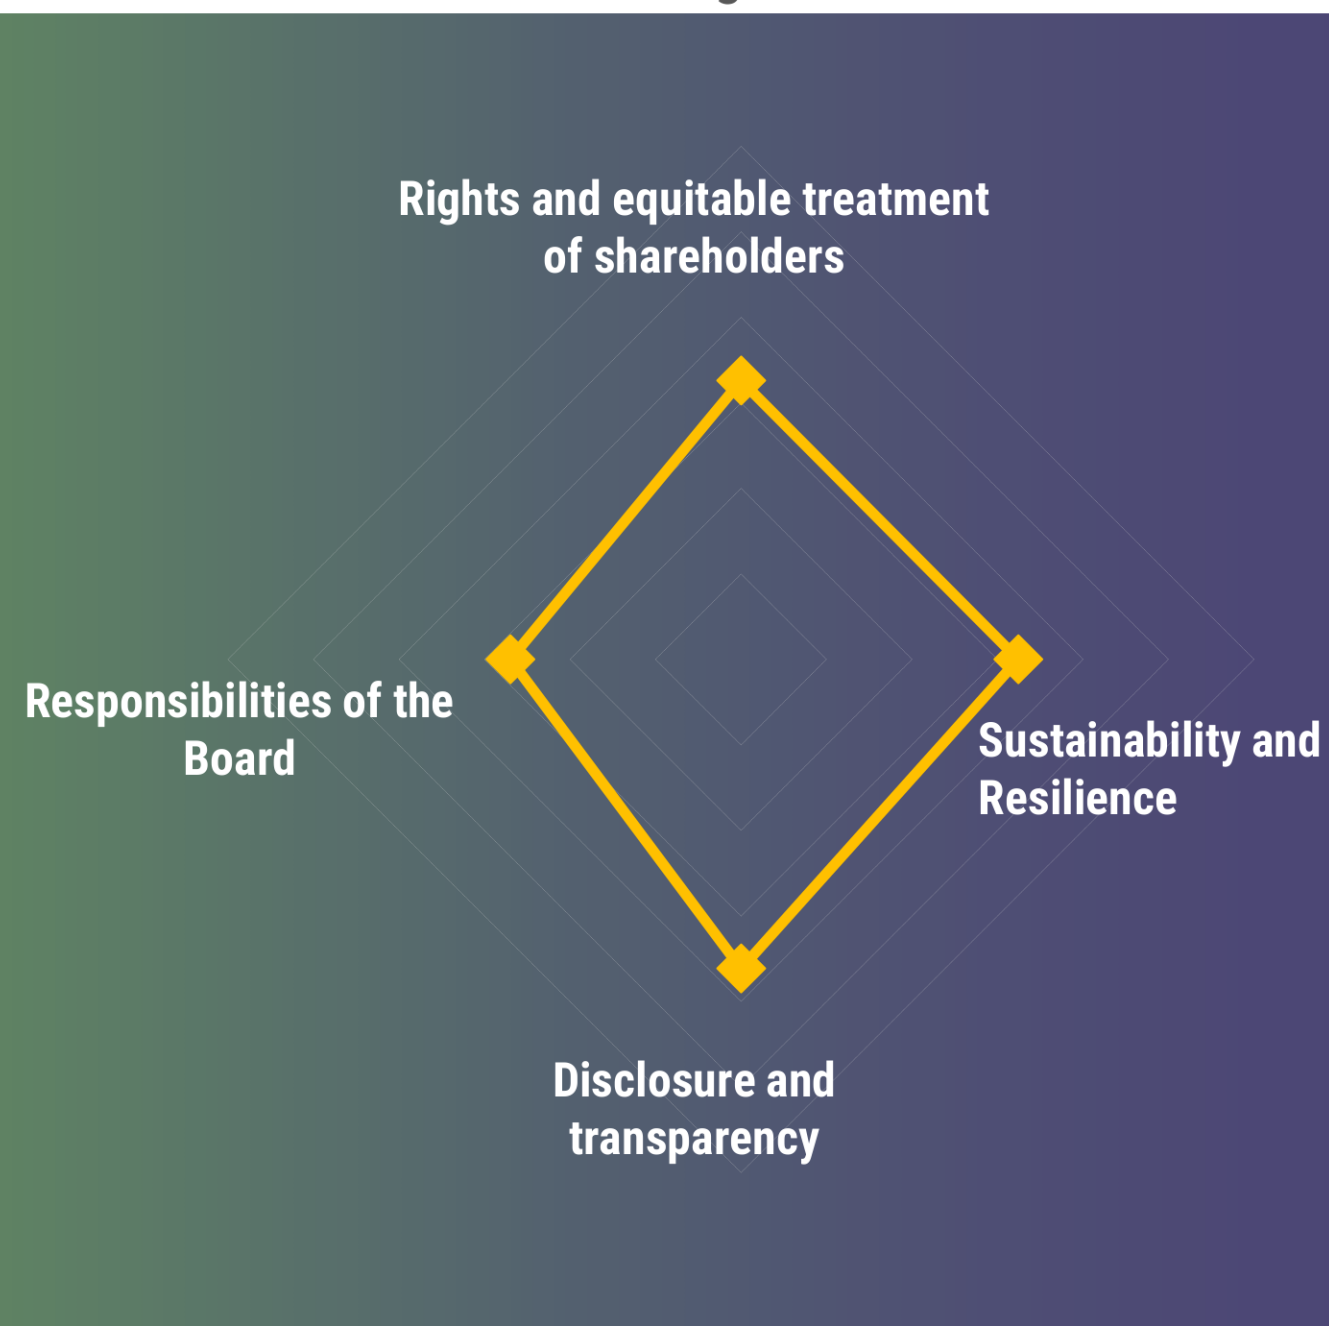 Rights and equitable treatment
of shareholders
Responsibilities of the
Board
Sustainability and
Resilience
Disclosure and
transparency